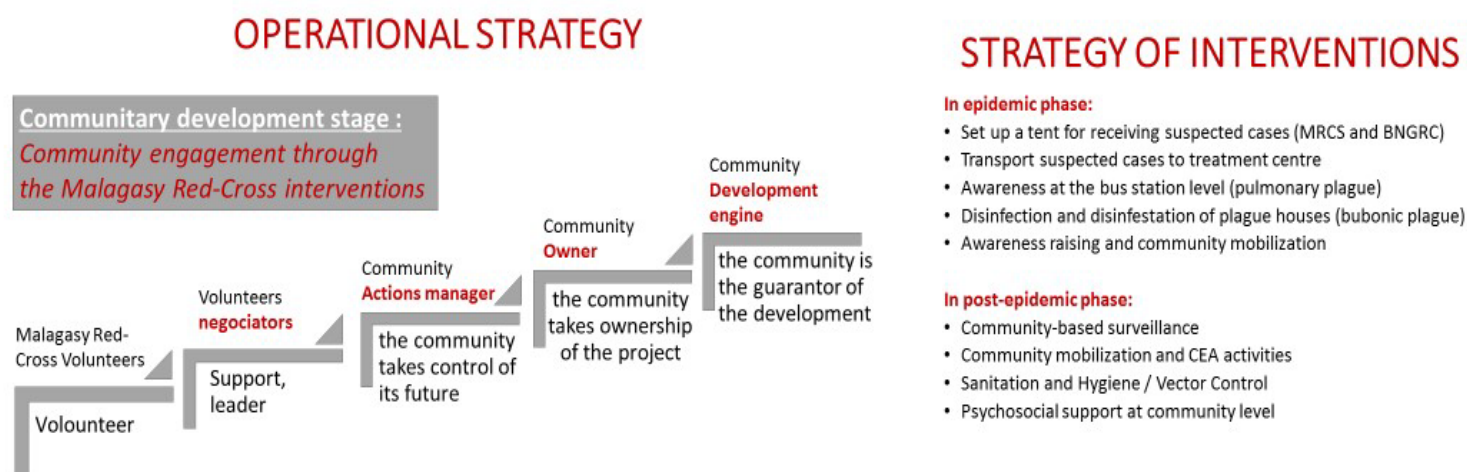 OPERATIONAL STRATEGY
Communitary development stage :
Community engagement through
the Malagasy Red-Cross interventions
Malagasy Red-
Cross Volunteers
Volounteer
Volunteers
negociators
Support,
leader
Community
Actions manager
the community
takes control of
its future
Community
Owner
the community
takes ownership
of the project
Community
Development
engine
the community is
the guarantor of
the development
STRATEGY OF INTERVENTIONS
In epidemic phase:
• Set up a tent for receiving suspected cases (MRCS and BNGRC)
• Transport suspected cases to treatment centre
• Awareness at the bus station level (pulmonary plague)
• Disinfection and disinfestation of plague houses (bubonic plague)
• Awareness raising and community mobilization
In post-epidemic phase:
• Community-based surveillance
• Community mobilization and CEA activities
• Sanitation and Hygiene / Vector Control
• Psychosocial support at community level